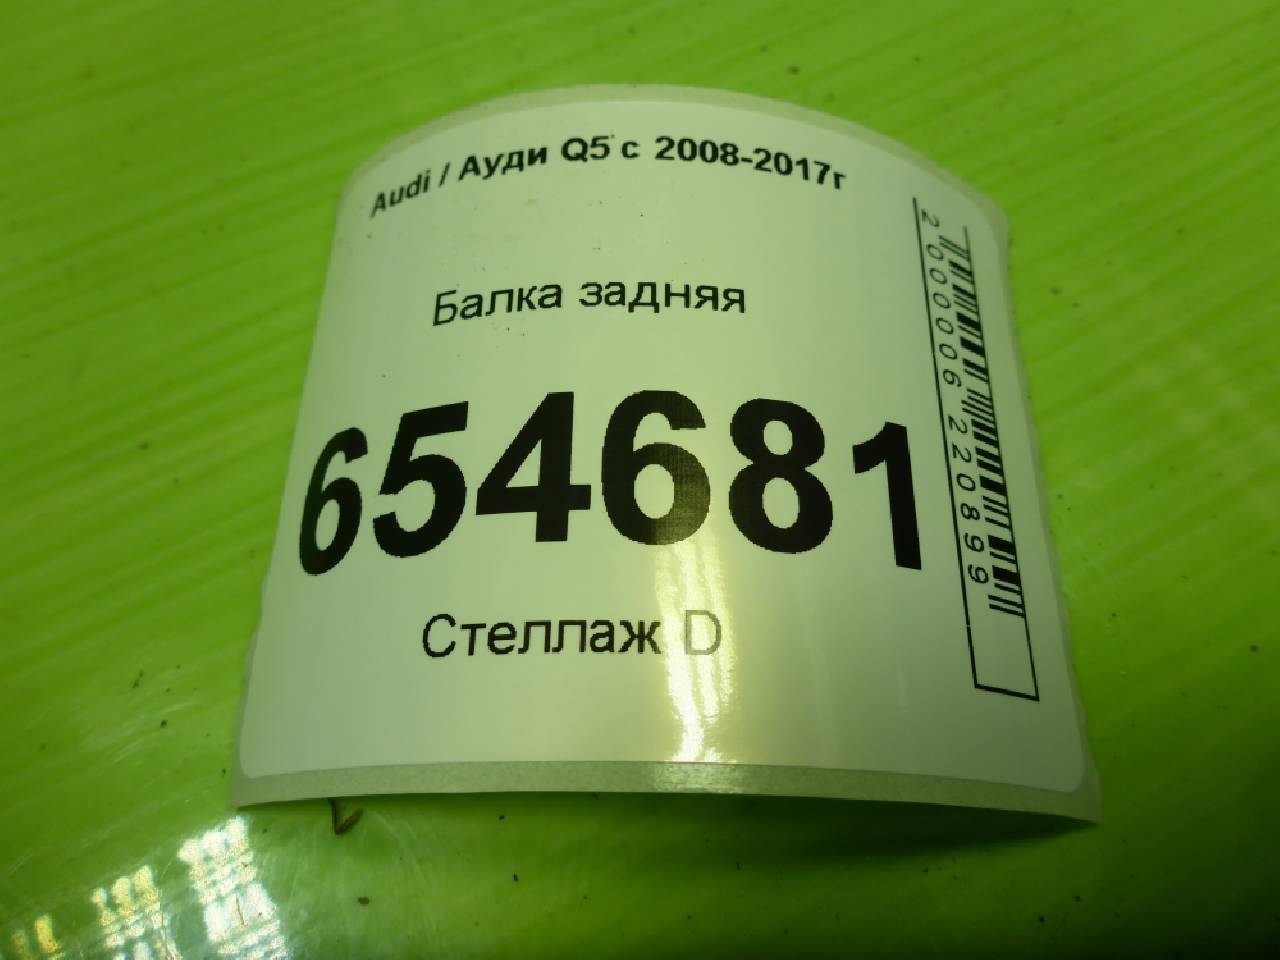 Audi / Ауди Q5 с 2008-2017г
Балка задняя
654681
Стеллаж D
2000006220899